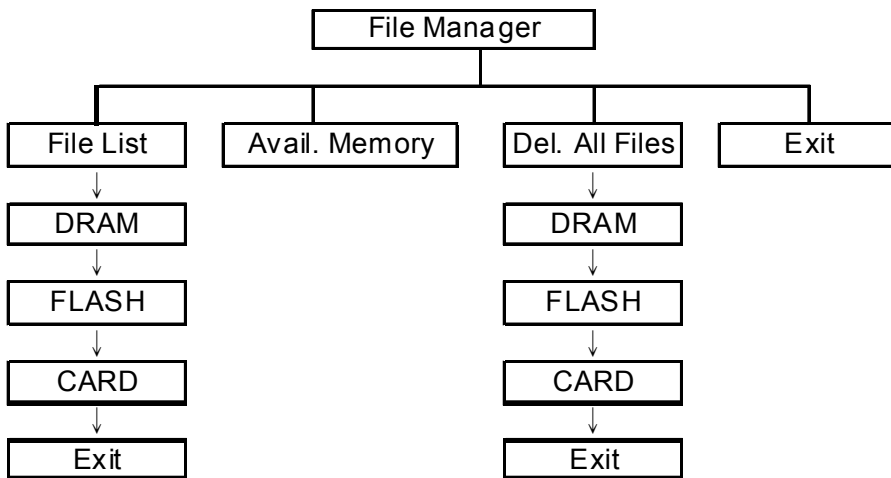 File Manager
File List
Avail. Memory
Del. All Files
Exit
DRAM
DRAM
FLASH
FLASH
CARD
CARD
Exit
Exit